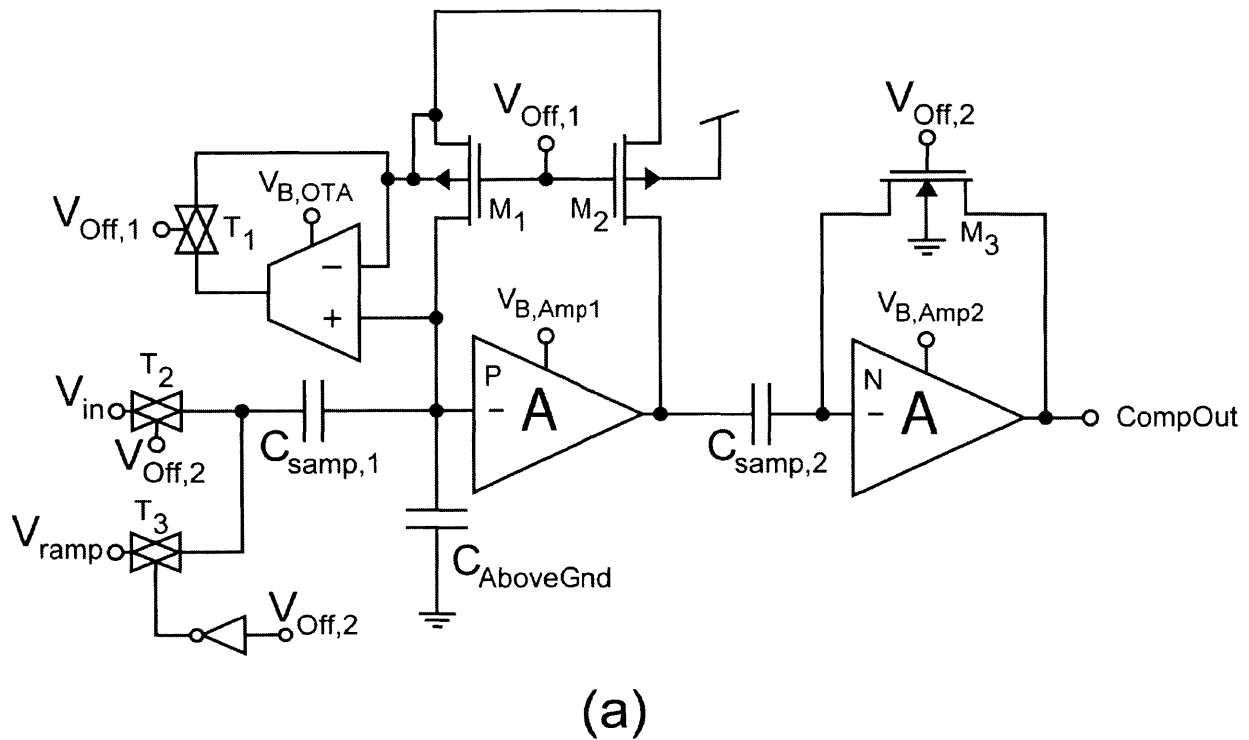 V_Off,1
V_Off,2
V_B,OTA
V_Off,1
T_1
M_1
M_2
M_3
−
+
V_B,Amp1
V_B,Amp2
T_2
P
N
V_in
− A
− A
CompOut
V_Off,2
C_samp,1
C_samp,2
T_3
V_ramp
C_AboveGnd
V_Off,2
(a)